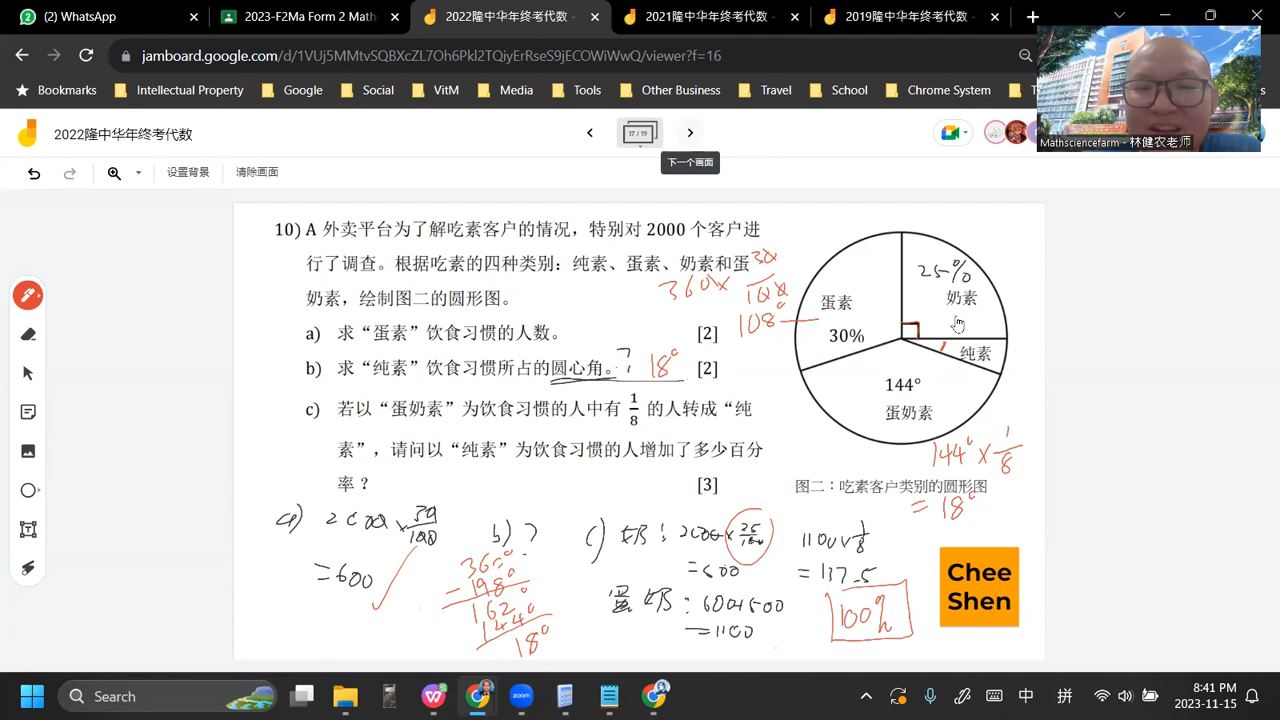 (2) WhatsApp
2023-F2Ma Form 2 Math
2022隆中华年终考代数
2021隆中华年终考代数
2019隆中华年终考代数
Bookmarks
Intellectual Property
Google
VitM
Media
Tools
Other Business
Travel
School
Chrome System
2022隆中华年终考代数
17 / 19
下一个画面
设置背景
清除画面
Mathsciencefarm - 林健农老师
10) A 外卖平台为了解吃素客户的情况，特别对 2000 个客户进
行了调查。根据吃素的四种类别：纯素、蛋素、奶素和蛋
奶素，绘制图二的圆形图。
a) 求“蛋素”饮食习惯的人数。 [2]
b) 求“纯素”饮食习惯所占的圆心角。? 18° [2]
c) 若以“蛋奶素”为饮食习惯的人中有 1/8 的人转成“纯
素”，请问以“纯素”为饮食习惯的人增加了多少百分
率？ [3]
360×
108°
25%
奶素
蛋素
30%
纯素
144°
蛋奶素
144° × 1/8
= 18°
图二：吃素客户类别的圆形图
a) 2000 × 30/100
= 600
b) ?
360°
- 198°
162°
144°
18°
c) 奶: 2000 × 25/100
= 600
蛋奶: 600+500
= 1100
1100 × 1/8
= 137.5
100%
Chee
Shen
Search
中
拼
8:41 PM
2023-11-15